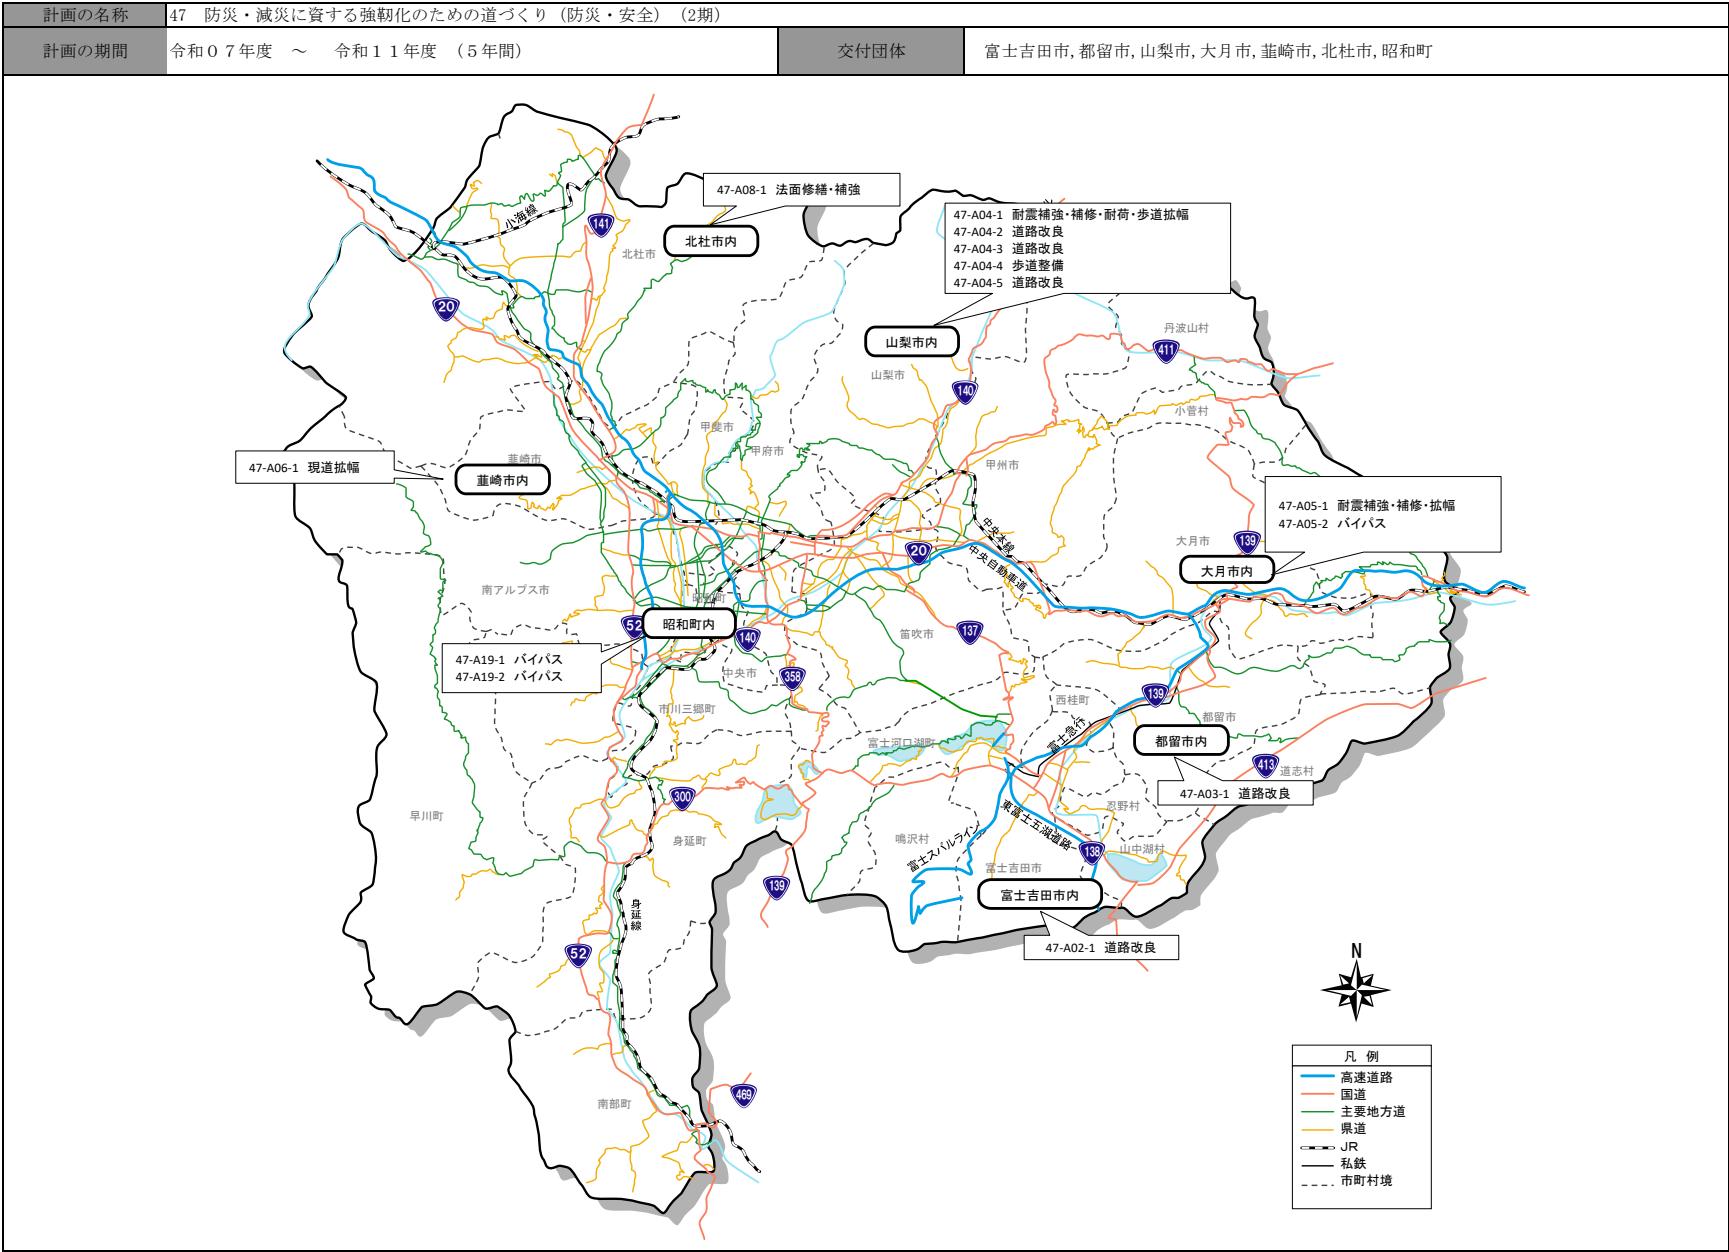 計画の名称
47 防災・減災に資する強靭化のための道づくり（防災・安全）（2期）
計画の期間
令和０７年度 ～ 令和１１年度 （５年間）
交付団体
富士吉田市,都留市,山梨市,大月市,韮崎市,北杜市,昭和町
47-A08-1 法面修繕・補強
北杜市内
47-A04-1 耐震補強・補修・耐荷・歩道拡幅
47-A04-2 道路改良
47-A04-3 道路改良
47-A04-4 歩道整備
47-A04-5 道路改良
小海線
141
北杜市
20
山梨市内
丹波山村
411
山梨市
140
小菅村
甲斐市
甲府市
甲州市
47-A06-1 現道拡幅
韮崎市
韮崎市内
47-A05-1 耐震補強・補修・拡幅
47-A05-2 バイパス
中央本線
中央自動車道
20
大月市
139
大月市内
南アルプス市
昭和町
昭和町内
52
140
笛吹市
137
47-A19-1 バイパス
47-A19-2 バイパス
中央市
358
西桂町
139
市川三郷町
都留市
富士河口湖町
富士急行
都留市内
413
道志村
300
47-A03-1 道路改良
早川町
忍野村
東富士五湖道路
身延町
鳴沢村
富士スバルライン
138
山中湖村
富士吉田市
139
富士吉田市内
身延線
47-A02-1 道路改良
52
N
469
南部町
凡 例
高速道路
国道
主要地方道
県道
JR
私鉄
市町村境